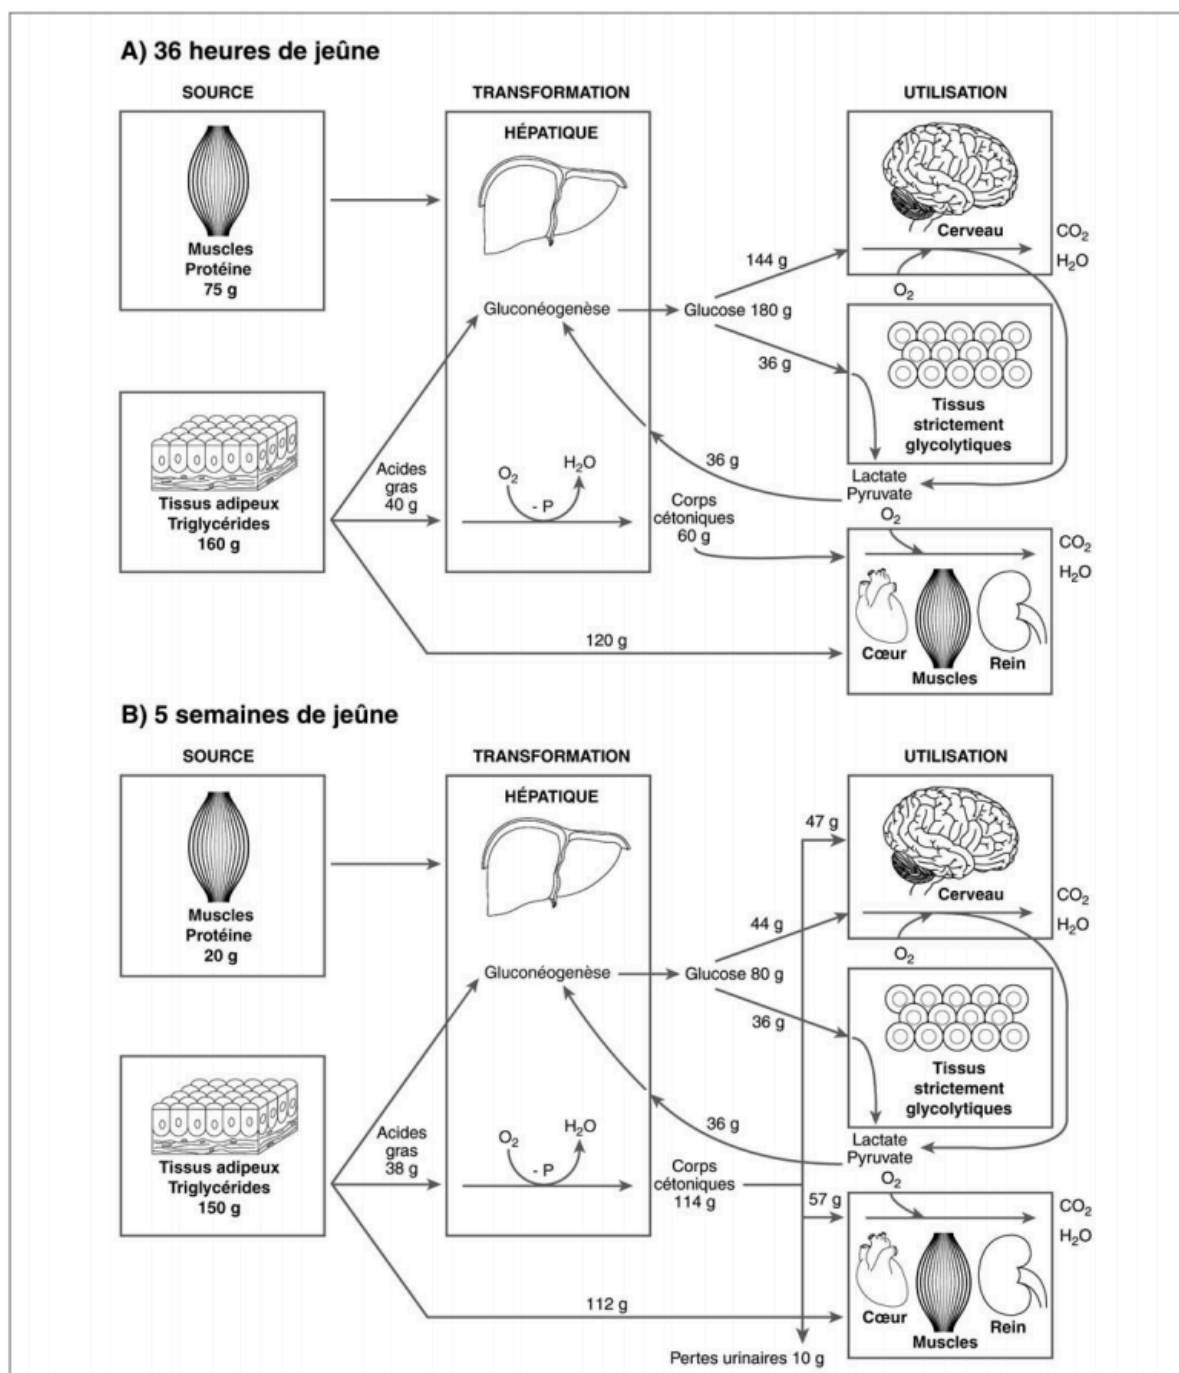 A) 36 heures de jeûne
SOURCE
TRANSFORMATION
UTILISATION
HÉPATIQUE
Muscles
Protéine
75 g
Cerveau
CO2
H2O
O2
144 g
Gluconéogenèse
Glucose 180 g
36 g
Tissus
strictement
glycolytiques
Tissus adipeux
Triglycérides
160 g
Acides
gras
40 g
O2
H2O
- P
36 g
Corps
cétoniques
60 g
Lactate
Pyruvate
O2
CO2
H2O
120 g
Cœur
Muscles
Rein
B) 5 semaines de jeûne
SOURCE
TRANSFORMATION
UTILISATION
HÉPATIQUE
Muscles
Protéine
20 g
47 g
Cerveau
CO2
H2O
O2
44 g
Gluconéogenèse
Glucose 80 g
36 g
Tissus
strictement
glycolytiques
Tissus adipeux
Triglycérides
150 g
Acides
gras
38 g
O2
H2O
- P
36 g
Corps
cétoniques
114 g
Lactate
Pyruvate
O2
57 g
CO2
H2O
112 g
Cœur
Muscles
Rein
Pertes urinaires 10 g